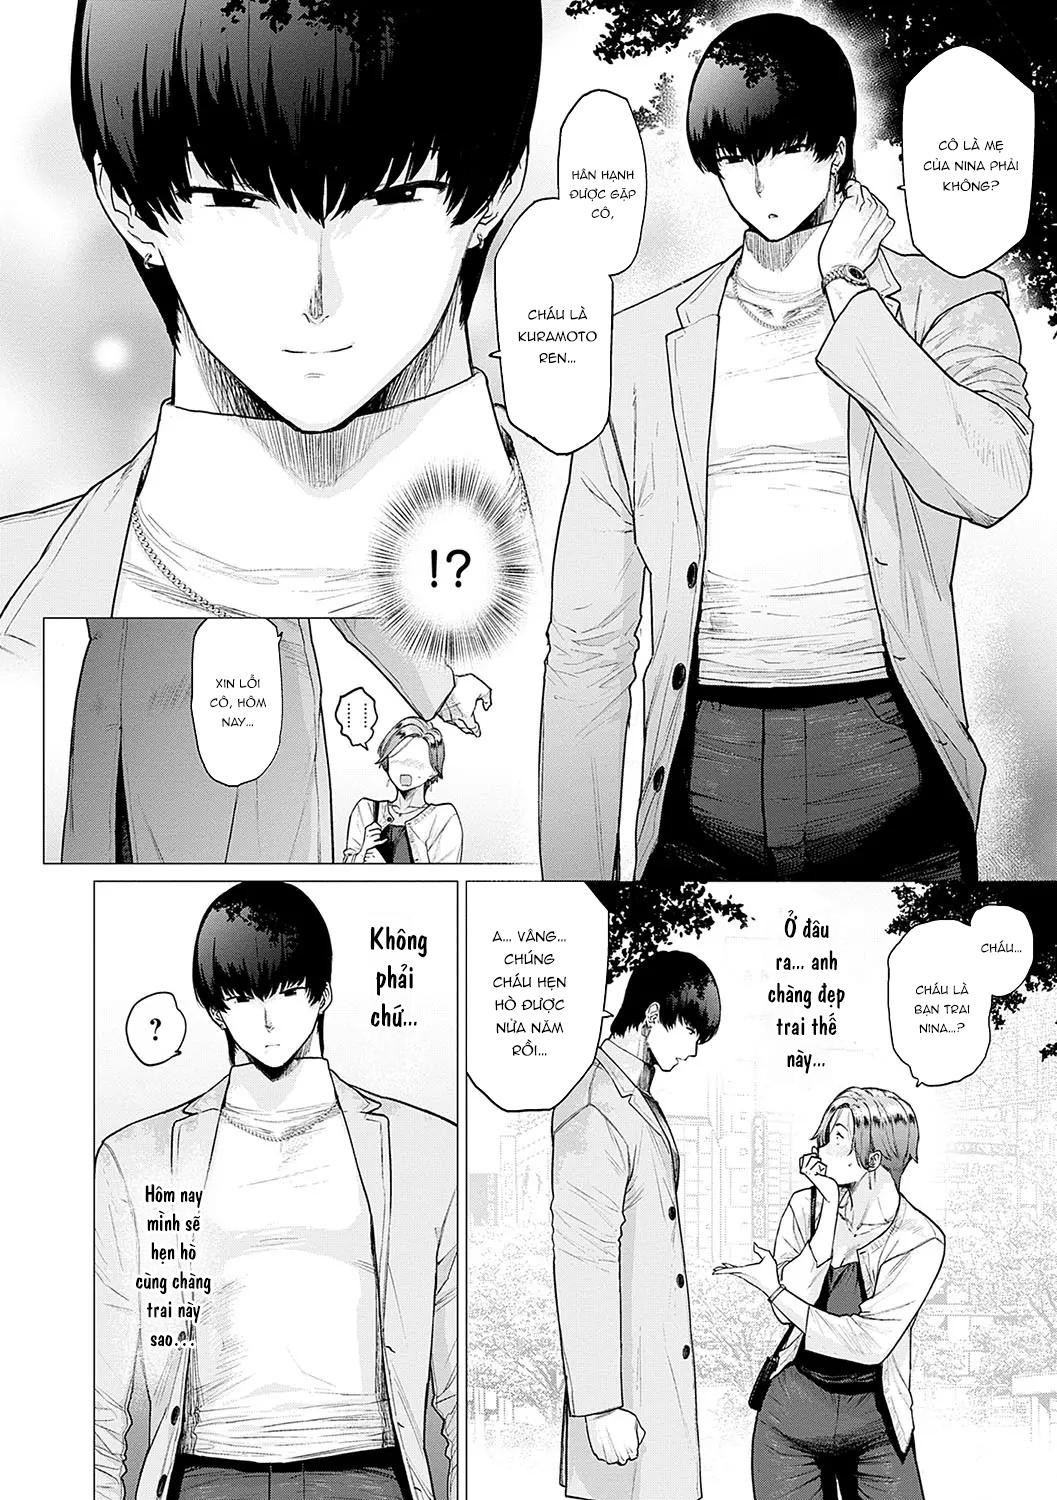 CÔ LÀ MẸ
CỦA NINA PHẢI
KHÔNG?
HÂN HẠNH
ĐƯỢC GẶP
CÔ,
CHÁU LÀ
KURAMOTO
REN...
!?
XIN LỖI
CÔ, HÔM
NAY...
CHÁU...
CHÁU LÀ
BẠN TRAI
NINA...?
Ở đâu
ra... anh
chàng đẹp
trai thế
này...
A... VÂNG...
CHÚNG
CHÁU HẸN
HÒ ĐƯỢC
NỬA NĂM
RỒI...
Không
phải
chứ...
?
Hôm nay
mình sẽ
hẹn hò
cùng chàng
trai này
sao...